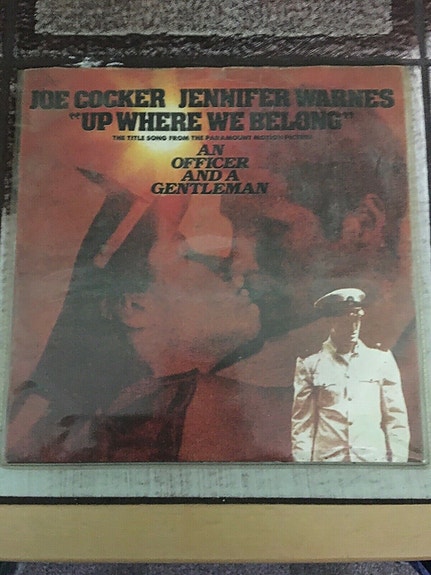 JOE COCKER JENNIFER WARNES
"UP WHERE WE BELONG"
THE TITLE SONG FROM THE PARAMOUNT MOTION PICTURE
AN
OFFICER
AND A
GENTLEMAN